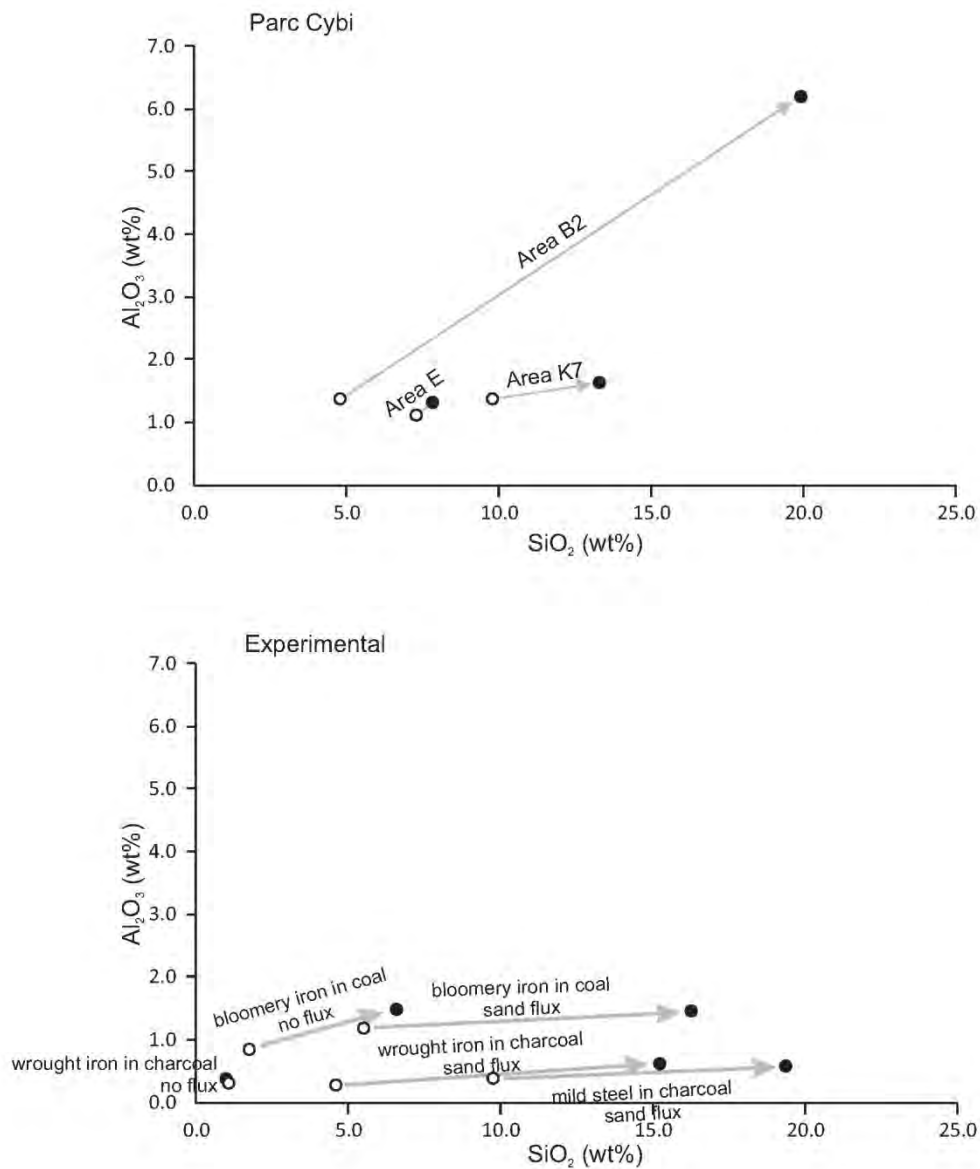 Parc Cybi
7.0
6.0
5.0
4.0
3.0
2.0
1.0
0.0
Al₂O₃ (wt%)
Area B2
Area E
Area K7
0.0 5.0 10.0 15.0 20.0 25.0
SiO₂ (wt%)
Experimental
7.0
6.0
5.0
4.0
3.0
2.0
1.0
0.0
Al₂O₃ (wt%)
bloomery iron in coal
no flux
bloomery iron in coal
sand flux
wrought iron in charcoal
no flux
wrought iron in charcoal
sand flux
mild steel in charcoal
sand flux
0.0 5.0 10.0 15.0 20.0 25.0
SiO₂ (wt%)